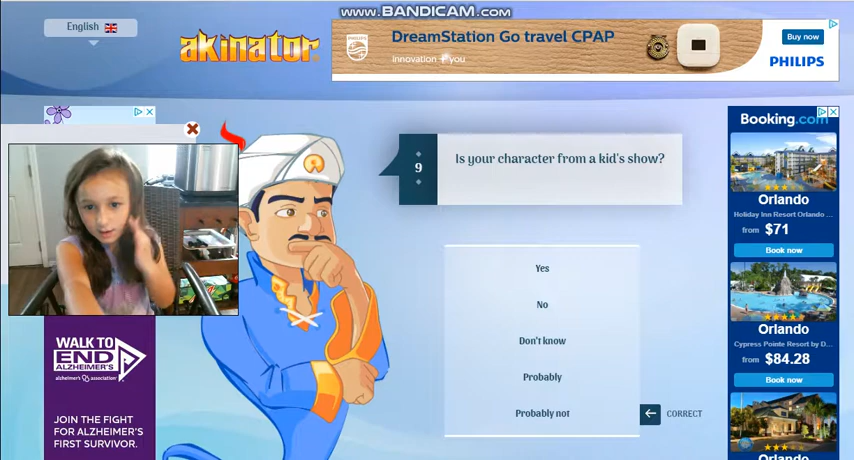 www.BANDICAM.com
English
akinator
PHILIPS
DreamStation Go travel CPAP
innovation + you
Buy now
PHILIPS
9
Is your character from a kid's show?
Yes
No
Don't know
Probably
Probably not
CORRECT
WALK TO
END
ALZHEIMER'S
alzheimer's association
JOIN THE FIGHT
FOR ALZHEIMER'S
FIRST SURVIVOR.
Booking.com
Orlando
Holiday Inn Resort Orlando ...
from $71
Book now
Orlando
Cypress Pointe Resort by D...
from $84.28
Book now
Orlando